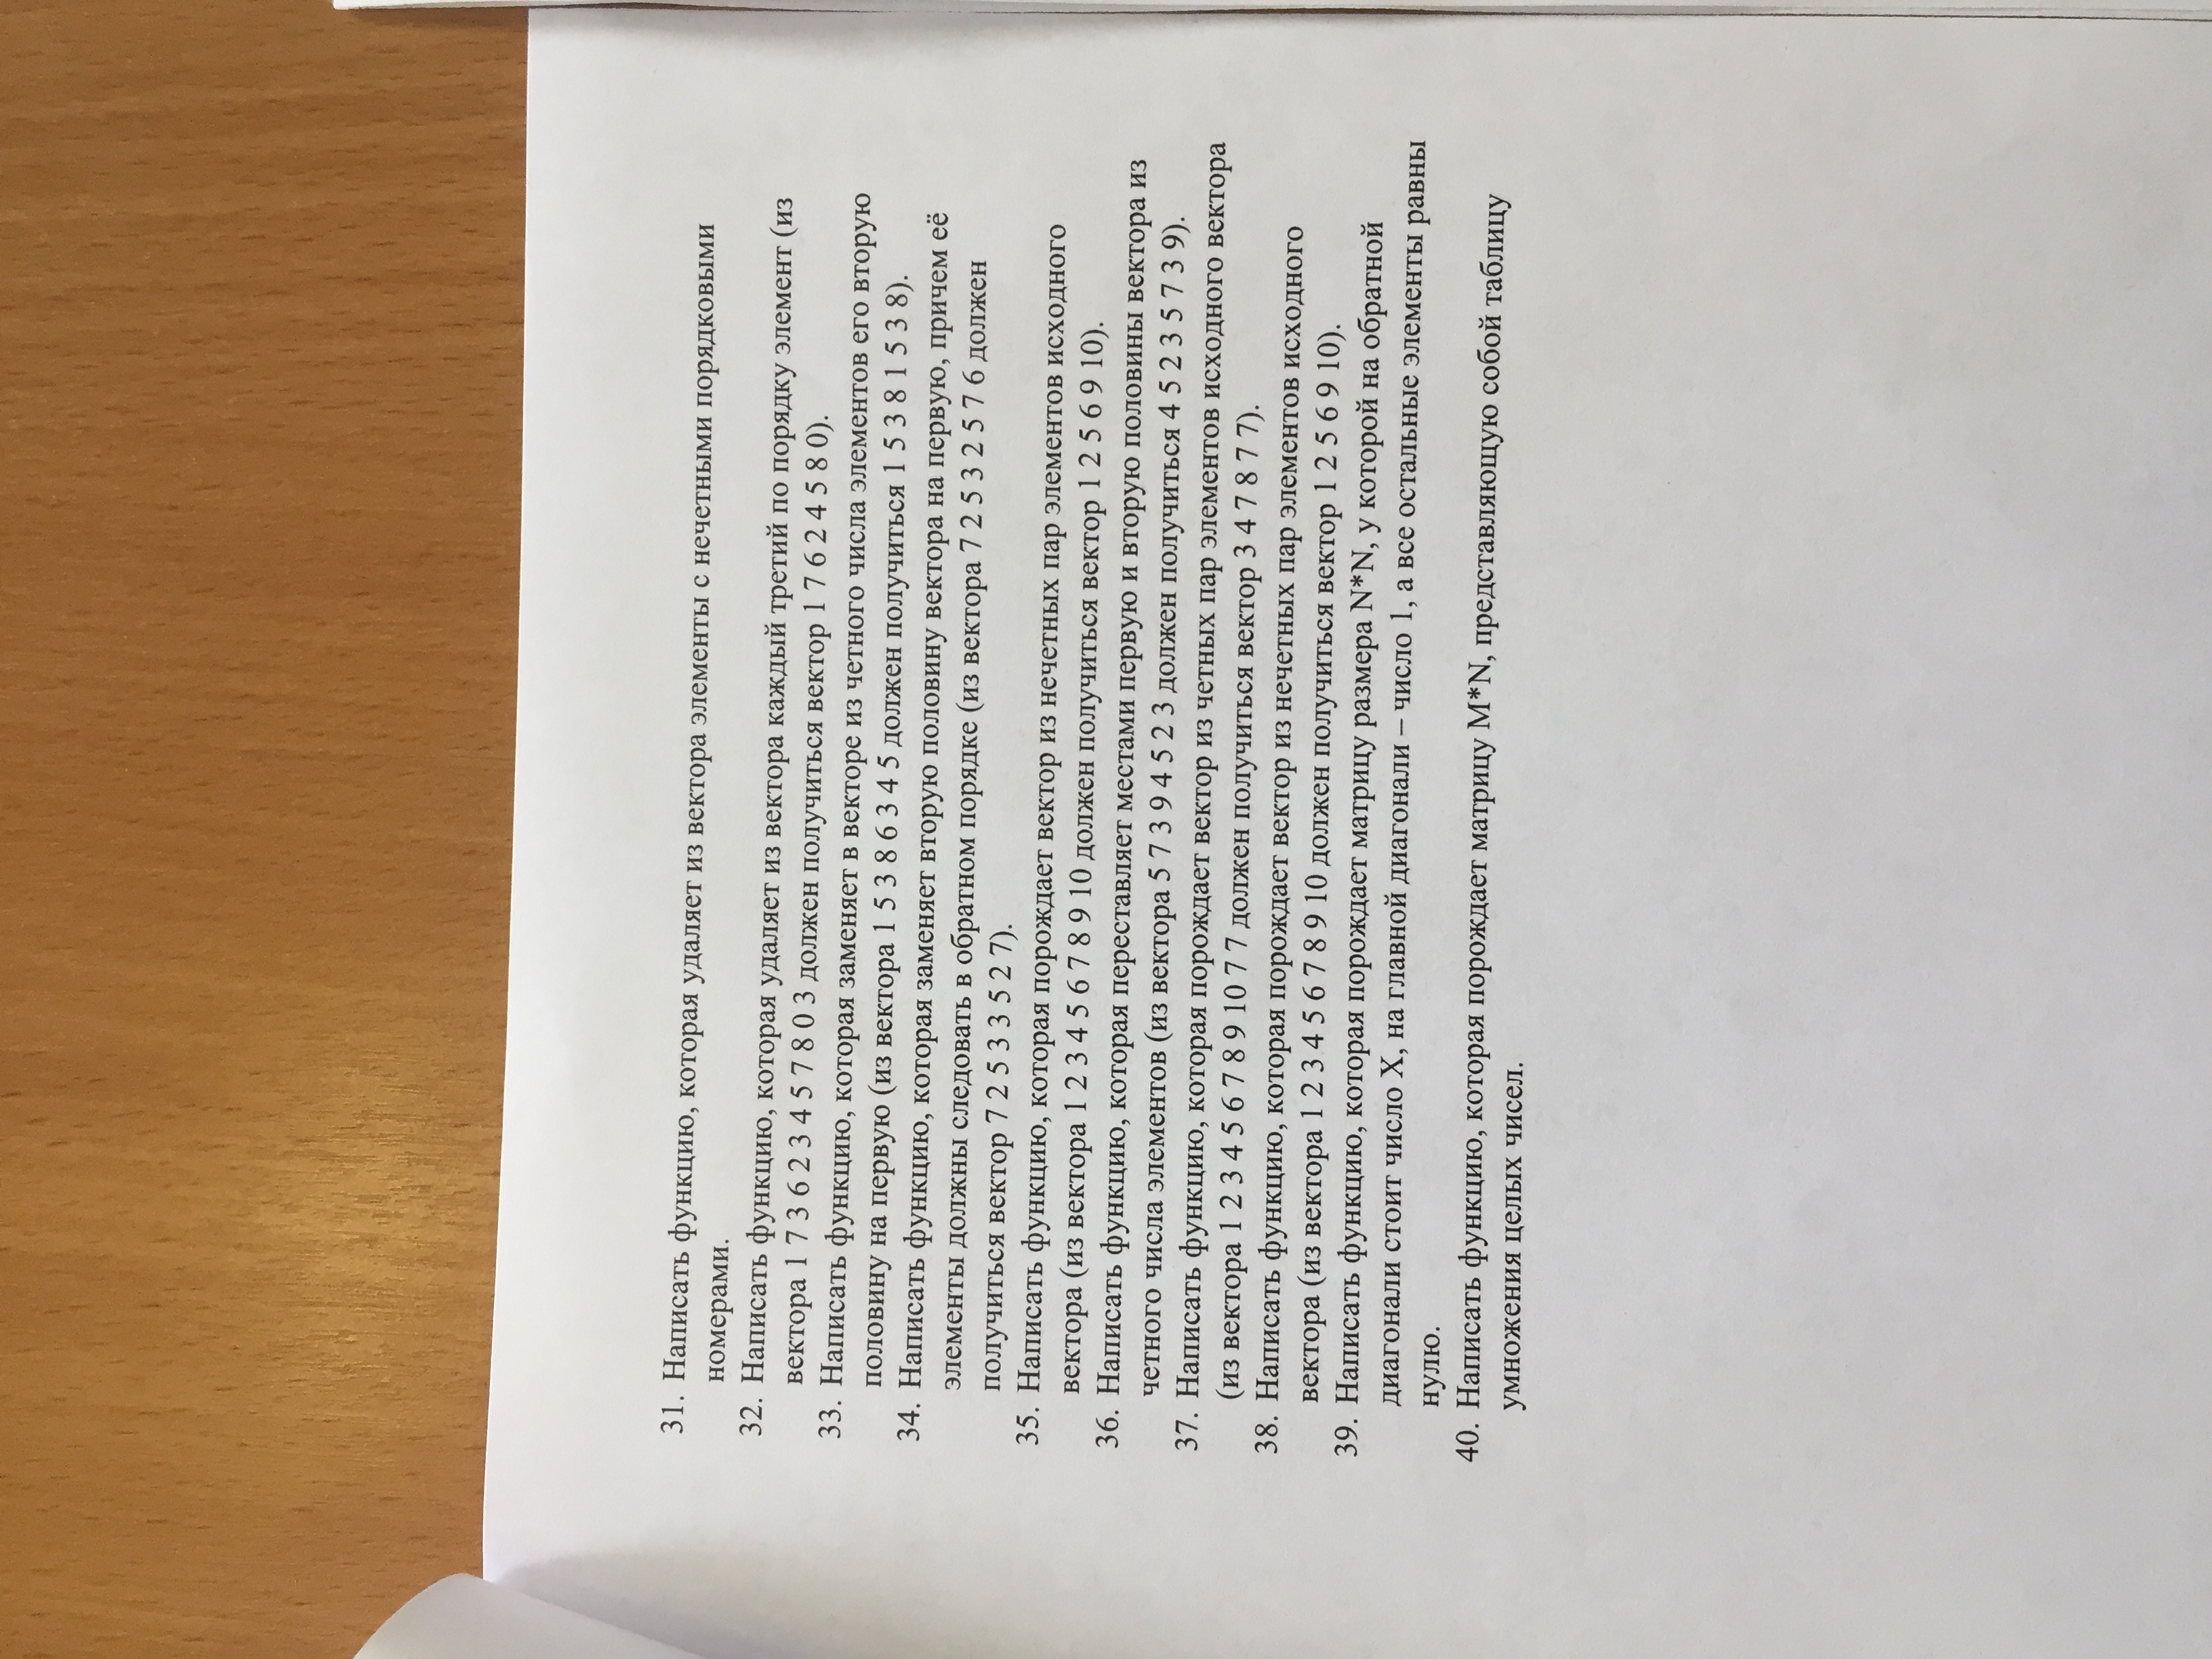 31. Написать функцию, которая удаляет из вектора элементы с нечетными порядковыми
номерами.
32. Написать функцию, которая удаляет из вектора каждый третий по порядку элемент (из
вектора 1 7 3 6 2 3 4 5 7 8 0 3 должен получиться вектор 1 7 6 2 4 5 8 0).
33. Написать функцию, которая заменяет в векторе из четного числа элементов его вторую
половину на первую (из вектора 1 5 3 8 6 3 4 5 должен получиться 1 5 3 8 1 5 3 8).
34. Написать функцию, которая заменяет вторую половину вектора на первую, причем её
элементы должны следовать в обратном порядке (из вектора 7 2 5 3 2 5 7 6 должен
получиться вектор 7 2 5 3 3 5 2 7).
35. Написать функцию, которая порождает вектор из нечетных пар элементов исходного
вектора (из вектора 1 2 3 4 5 6 7 8 9 10 должен получиться вектор 1 2 5 6 9 10).
36. Написать функцию, которая переставляет местами первую и вторую половины вектора из
четного числа элементов (из вектора 5 7 3 9 4 5 2 3 должен получиться 4 5 2 3 5 7 3 9).
37. Написать функцию, которая порождает вектор из четных пар элементов исходного вектора
(из вектора 1 2 3 4 5 6 7 8 9 10 7 7 должен получиться вектор 3 4 7 8 7 7).
38. Написать функцию, которая порождает вектор из нечетных пар элементов исходного
вектора (из вектора 1 2 3 4 5 6 7 8 9 10 должен получиться вектор 1 2 5 6 9 10).
39. Написать функцию, которая порождает матрицу размера N*N, у которой на обратной
диагонали стоит число X, на главной диагонали – число 1, а все остальные элементы равны
нулю.
40. Написать функцию, которая порождает матрицу M*N, представляющую собой таблицу
умножения целых чисел.